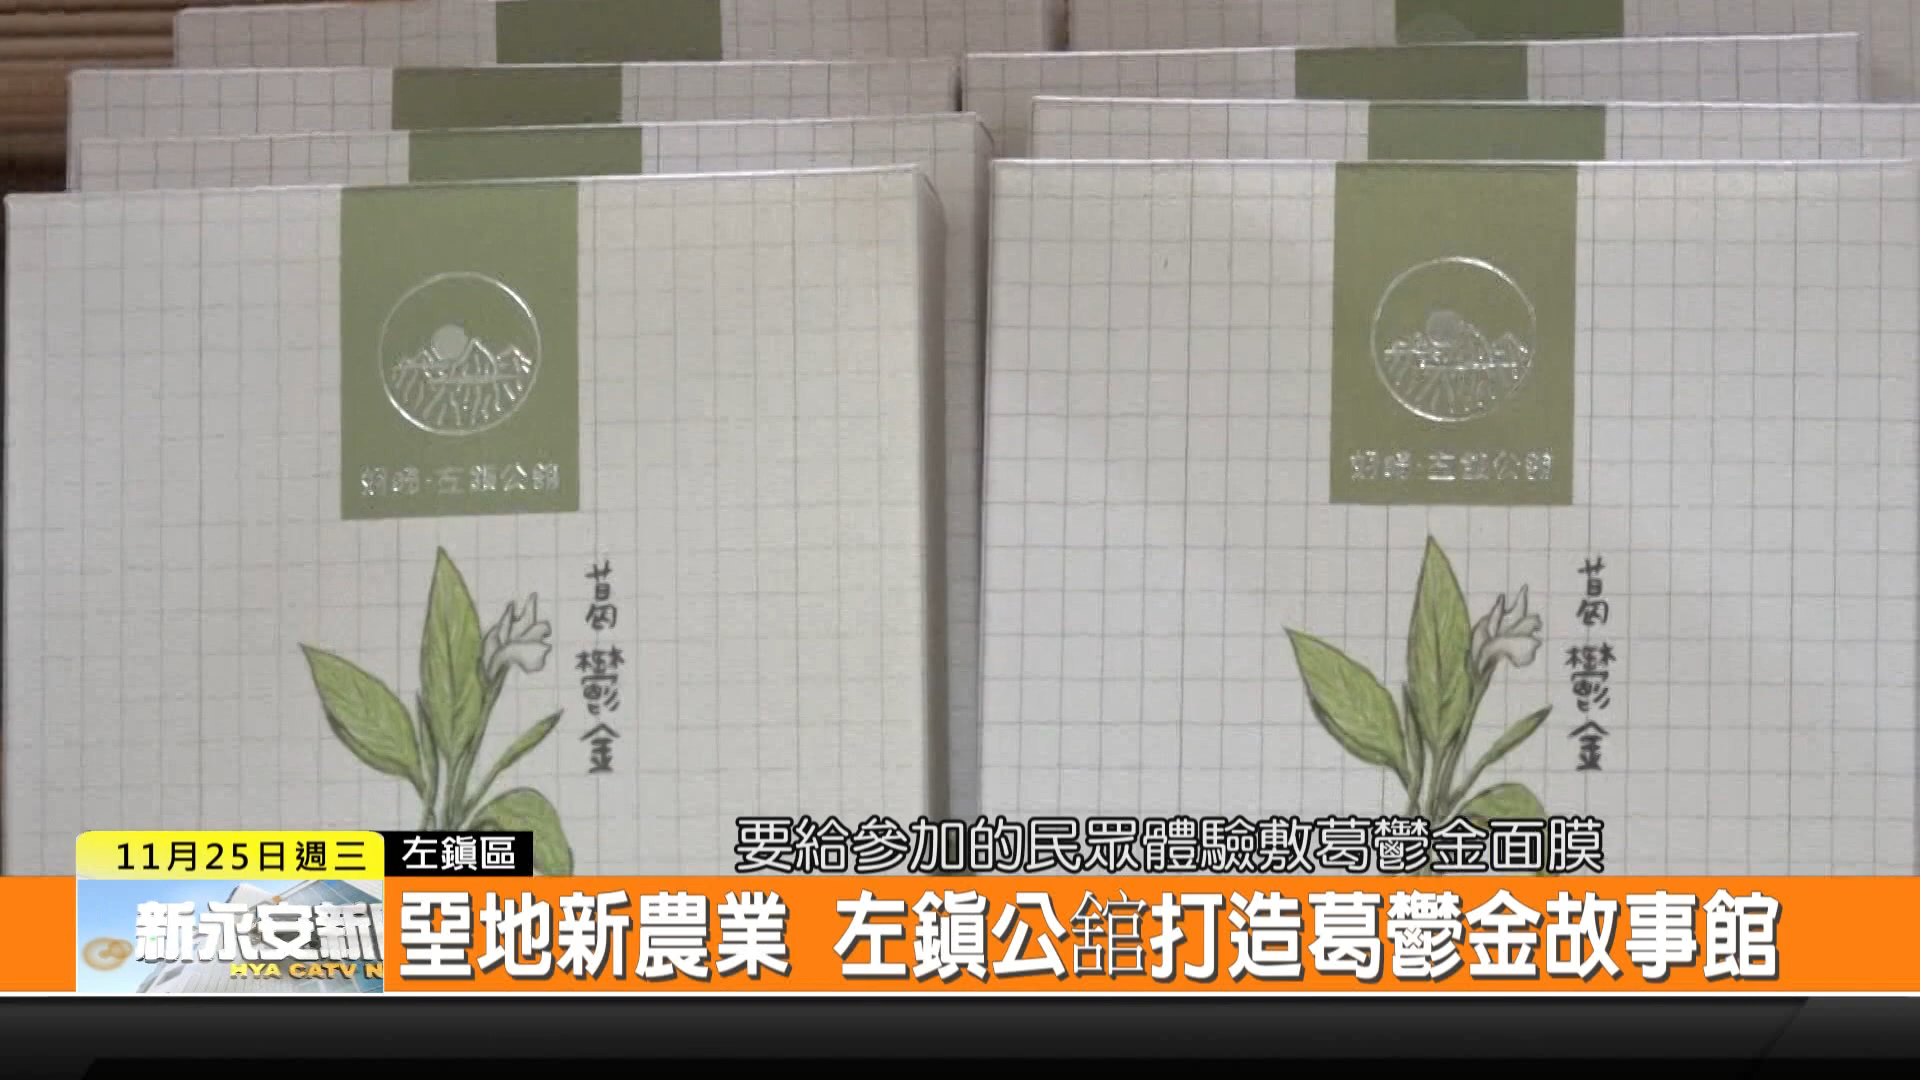 左鎮公館
左鎮公館
葛鬱金
葛鬱金
要給參加的民眾體驗敷葛鬱金面膜
11月25日週三
左鎮區
新永安新
HYA CATV N
堊地新農業 左鎮公舘打造葛鬱金故事館